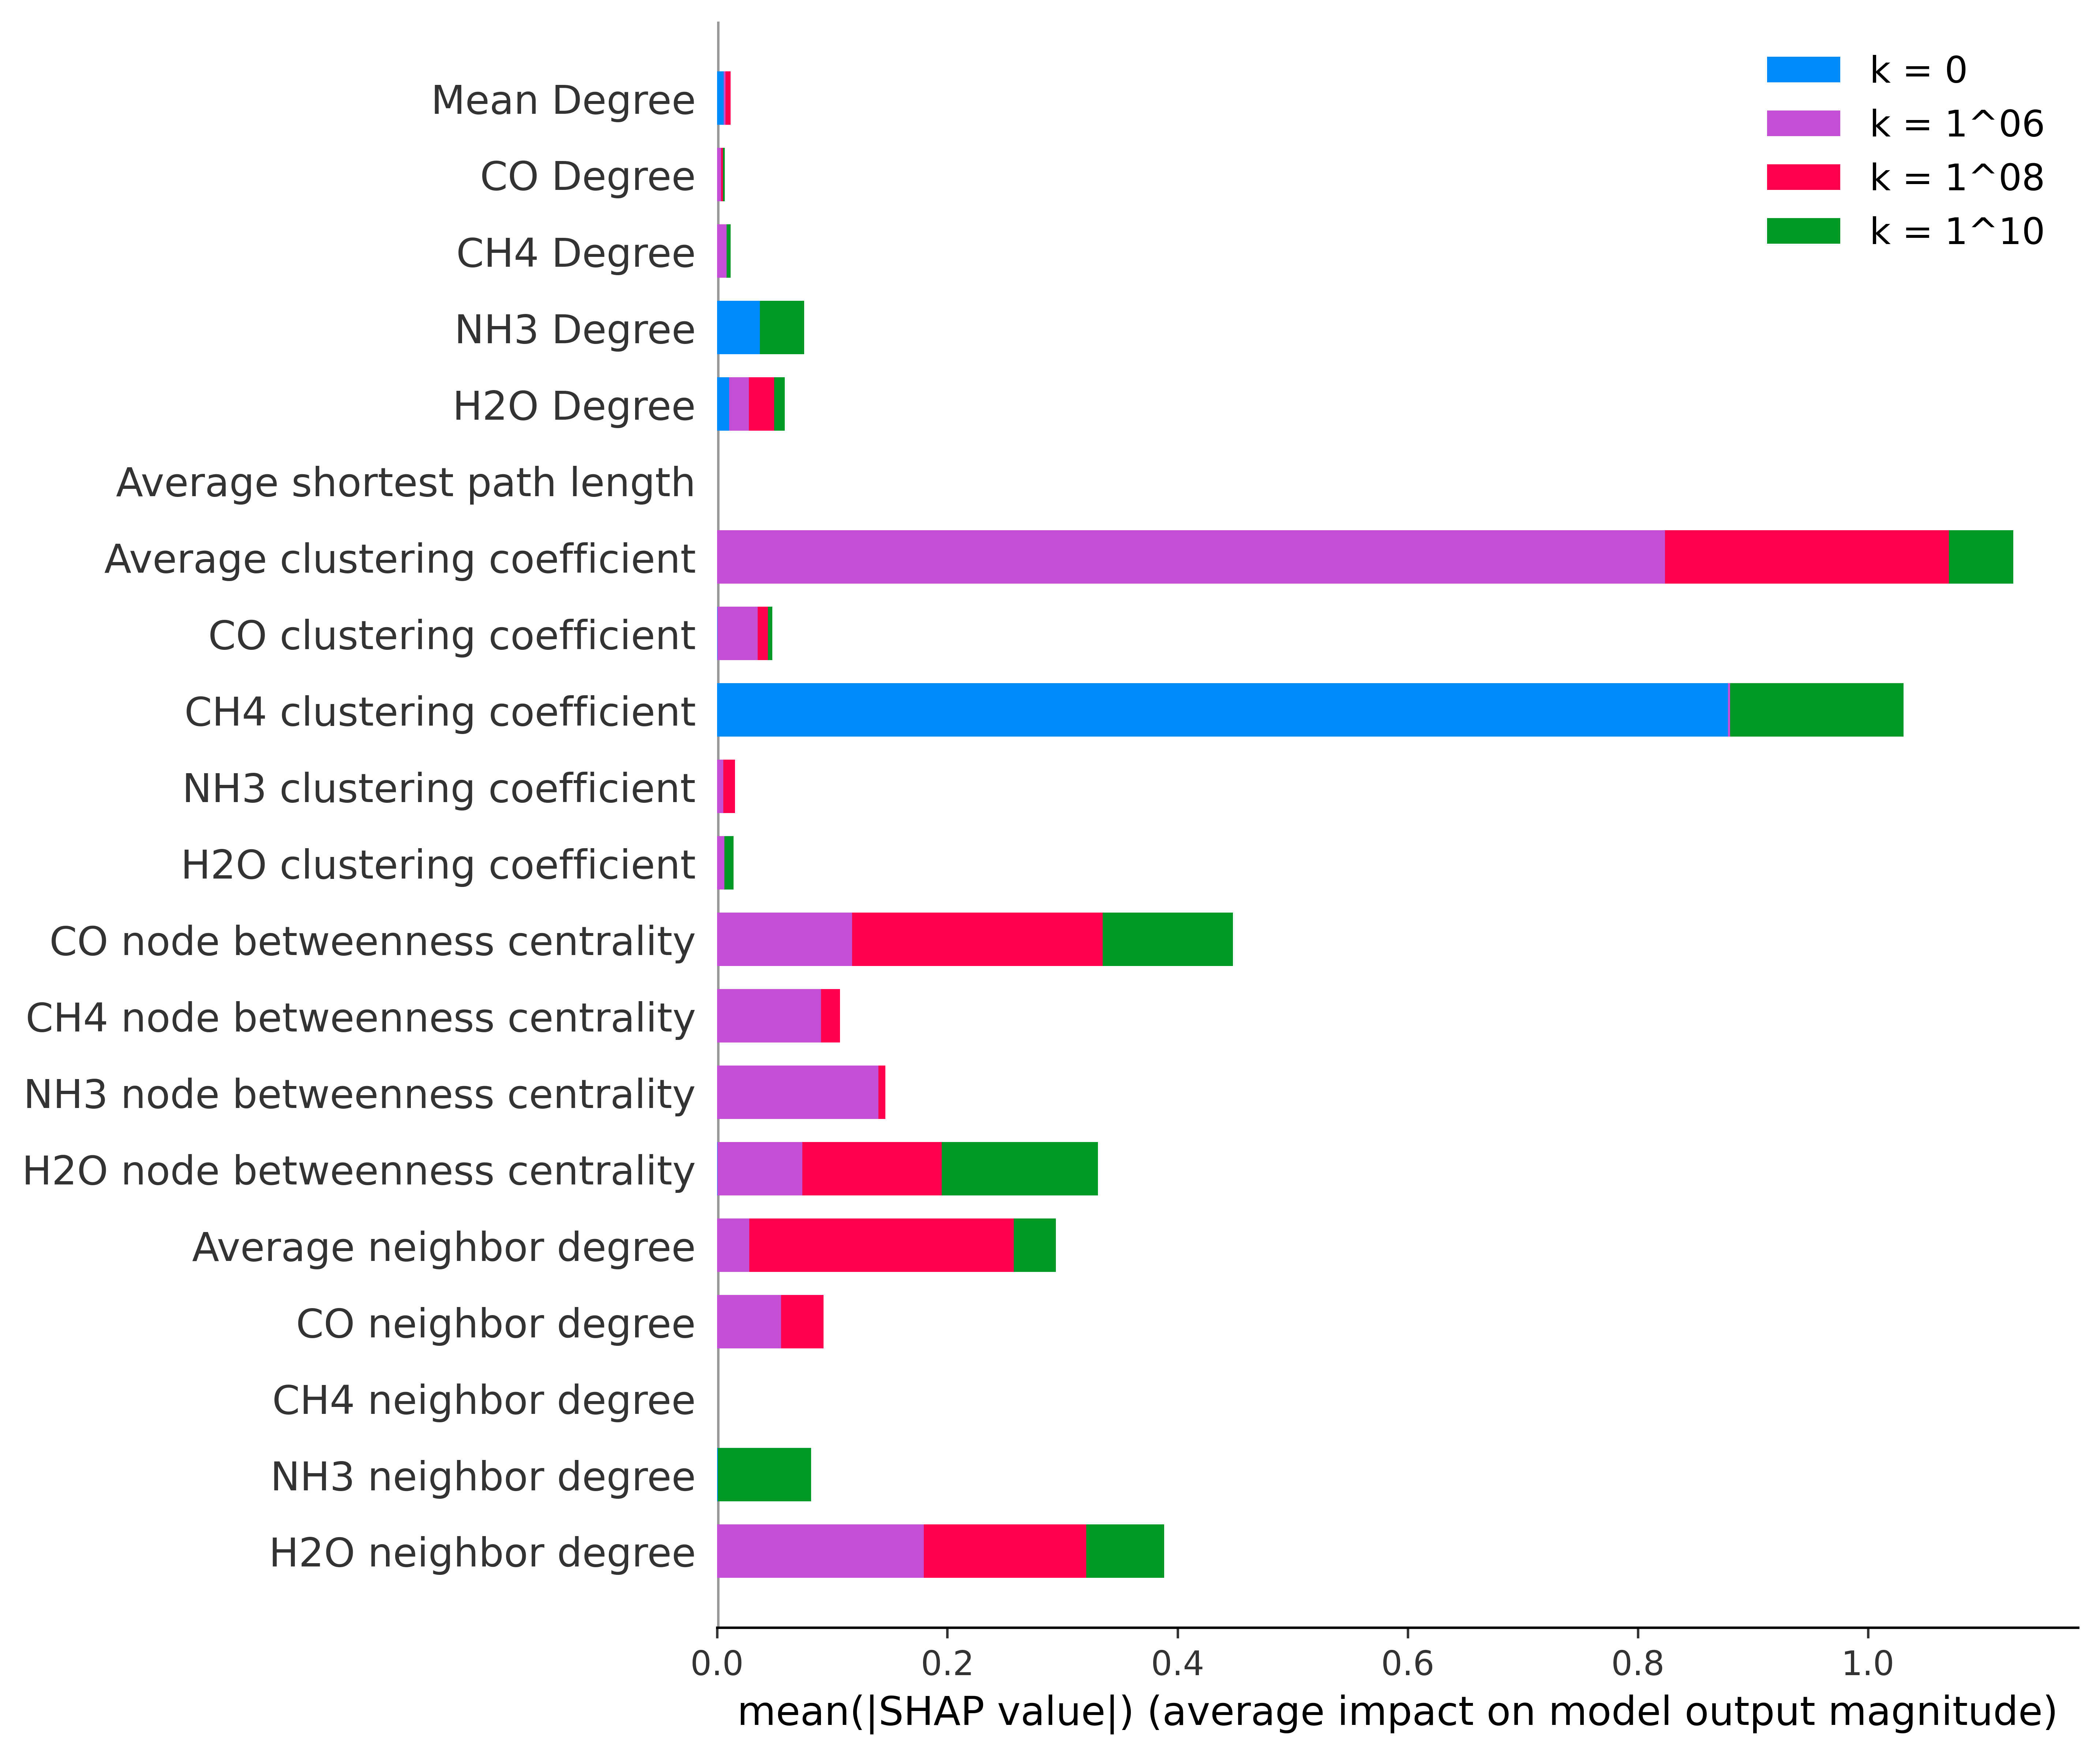 k = 0
k = 1^06
k = 1^08
k = 1^10
Mean Degree
CO Degree
CH4 Degree
NH3 Degree
H2O Degree
Average shortest path length
Average clustering coefficient
CO clustering coefficient
CH4 clustering coefficient
NH3 clustering coefficient
H2O clustering coefficient
CO node betweenness centrality
CH4 node betweenness centrality
NH3 node betweenness centrality
H2O node betweenness centrality
Average neighbor degree
CO neighbor degree
CH4 neighbor degree
NH3 neighbor degree
H2O neighbor degree
0.0 0.2 0.4 0.6 0.8 1.0
mean(|SHAP value|) (average impact on model output magnitude)